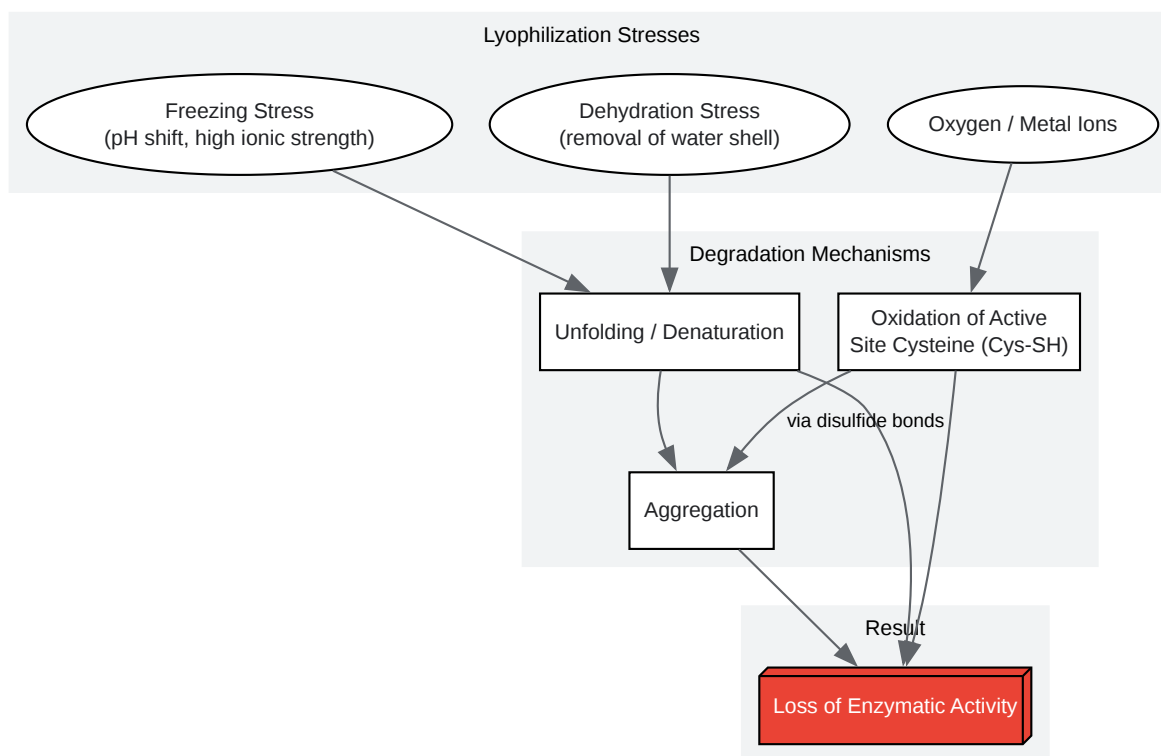 Lyophilization Stresses
Freezing Stress
(pH shift, high ionic strength)
Dehydration Stress
(removal of water shell)
Oxygen / Metal Ions
Degradation Mechanisms
Unfolding / Denaturation
Oxidation of Active
Site Cysteine (Cys-SH)
via disulfide bonds
Aggregation
Result
Loss of Enzymatic Activity